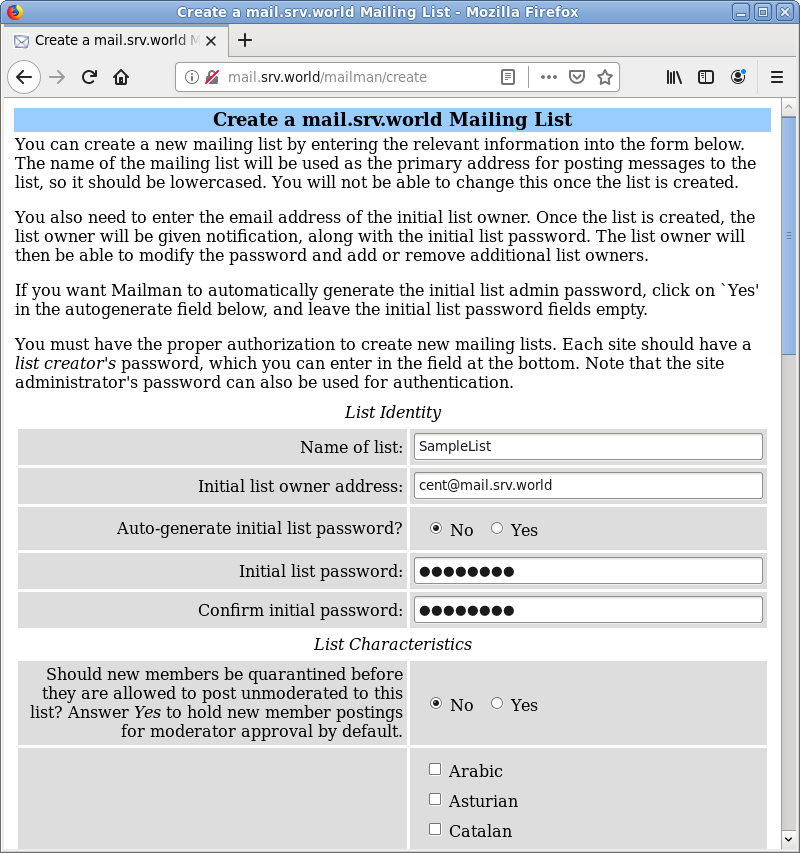 Create a mail.srv.world Mailing List - Mozilla Firefox
Create a mail.srv.world M
mail.srv.world/mailman/create
Create a mail.srv.world Mailing List
You can create a new mailing list by entering the relevant information into the form below.
The name of the mailing list will be used as the primary address for posting messages to the
list, so it should be lowercased. You will not be able to change this once the list is created.
You also need to enter the email address of the initial list owner. Once the list is created, the
list owner will be given notification, along with the initial list password. The list owner will
then be able to modify the password and add or remove additional list owners.
If you want Mailman to automatically generate the initial list admin password, click on `Yes'
in the autogenerate field below, and leave the initial list password fields empty.
You must have the proper authorization to create new mailing lists. Each site should have a
list creator's password, which you can enter in the field at the bottom. Note that the site
administrator's password can also be used for authentication.
List Identity
Name of list: SampleList
Initial list owner address: cent@mail.srv.world
Auto-generate initial list password? No Yes
Initial list password: ●●●●●●●●
Confirm initial password: ●●●●●●●●
List Characteristics
Should new members be quarantined before
they are allowed to post unmoderated to this
list? Answer Yes to hold new member postings
for moderator approval by default.
No Yes
Arabic
Asturian
Catalan